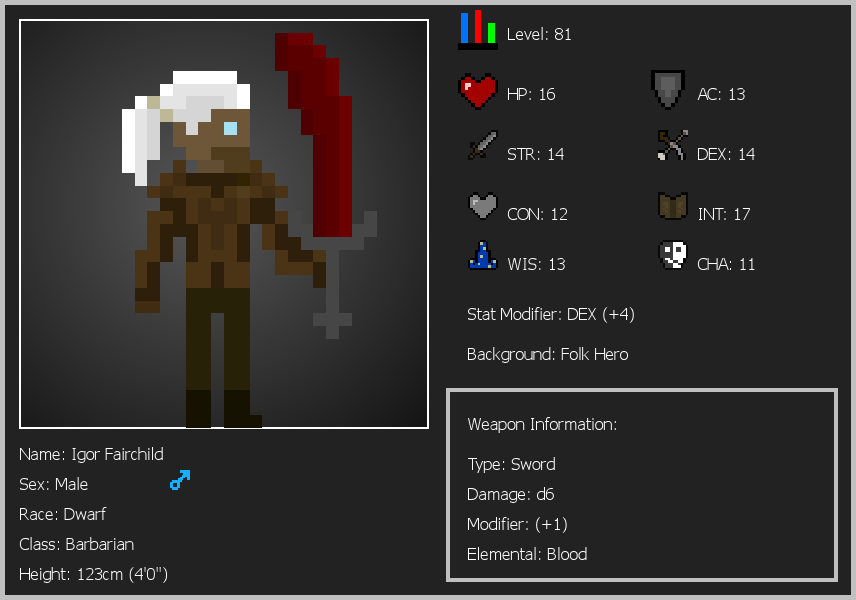 Level: 81
HP: 16
AC: 13
STR: 14
DEX: 14
CON: 12
INT: 17
WIS: 13
CHA: 11
Stat Modifier: DEX (+4)
Background: Folk Hero
Weapon Information:
Type: Sword
Damage: d6
Modifier: (+1)
Elemental: Blood
Name: Igor Fairchild
Sex: Male
Race: Dwarf
Class: Barbarian
Height: 123cm (4'0")